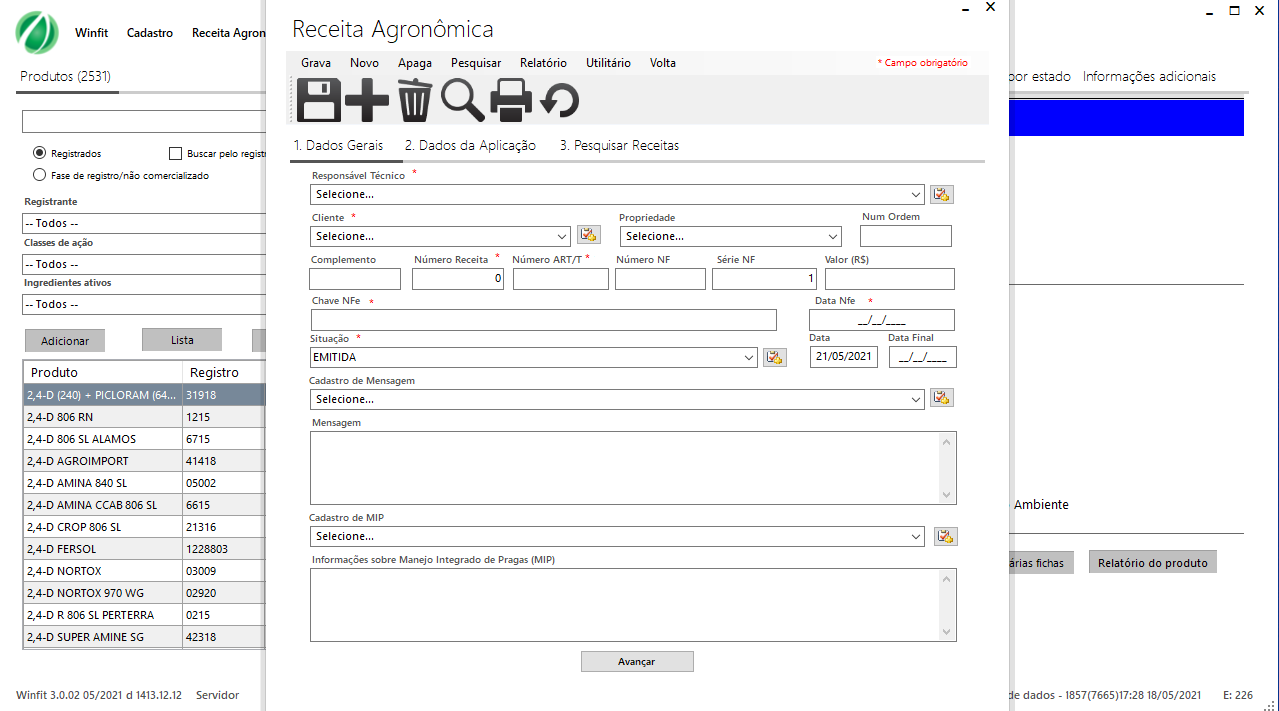 Receita Agronômica
Winfit Cadastro Receita Agron
Grava Novo Apaga Pesquisar Relatório Utilitário Volta * Campo obrigatório
Produtos (2531)
por estado Informações adicionais
1. Dados Gerais 2. Dados da Aplicação 3. Pesquisar Receitas
Registrados Buscar pelo registr
Fase de registro/não comercializado
Registrante
-- Todos --
Classes de ação
-- Todos --
Ingredientes ativos
-- Todos --
Adicionar Lista
Produto Registro
2,4-D (240) + PICLORAM (64... 31918
2,4-D 806 RN 1215
2,4-D 806 SL ALAMOS 6715
2,4-D AGROIMPORT 41418
2,4-D AMINA 840 SL 05002
2,4-D AMINA CCAB 806 SL 6615
2,4-D CROP 806 SL 21316
2,4-D FERSOL 1228803
2,4-D NORTOX 03009
2,4-D NORTOX 970 WG 02920
2,4-D R 806 SL PERTERRA 0215
2,4-D SUPER AMINE SG 42318
Responsável Técnico *
Selecione...
Cliente * Propriedade Num Ordem
Selecione... Selecione...
Complemento Número Receita * Número ART/T * Número NF Série NF Valor (R$)
0 1
Chave NFe * Data Nfe *
__/__/____
Situação * Data Data Final
EMITIDA 21/05/2021 __/__/____
Cadastro de Mensagem
Selecione...
Mensagem
Cadastro de MIP
Selecione...
Informações sobre Manejo Integrado de Pragas (MIP)
Avançar
Ambiente
árias fichas Relatório do produto
Winfit 3.0.02 05/2021 d 1413.12.12 Servidor
de dados - 1857(7665)17:28 18/05/2021 E: 226